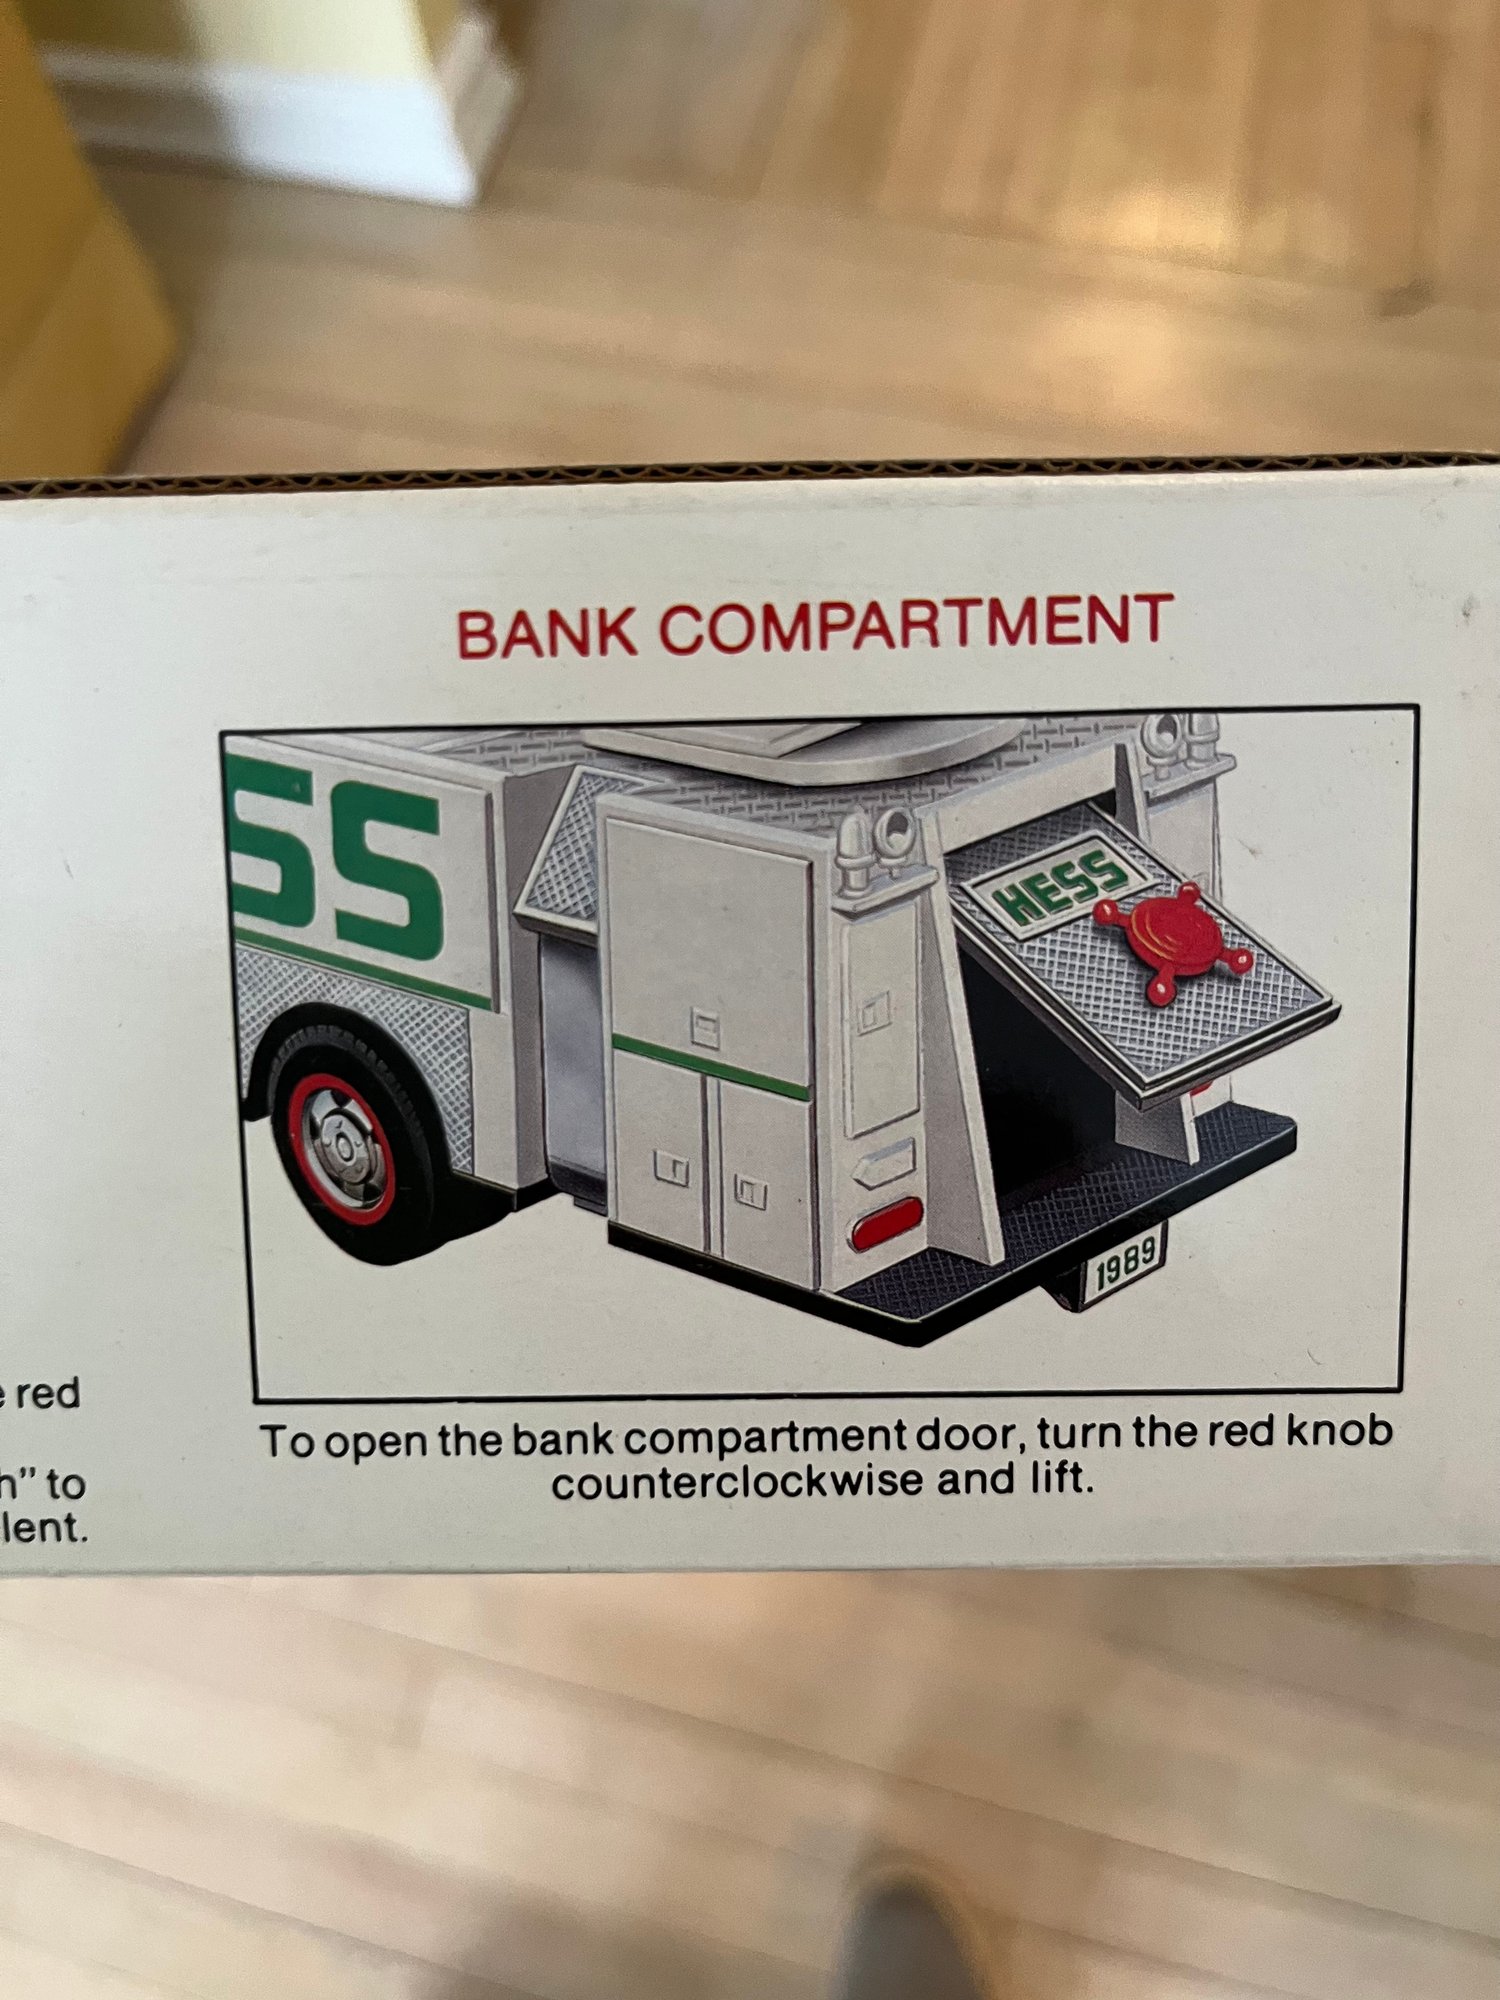 BANK COMPARTMENT
SS
HESS
1989
red
To open the bank compartment door, turn the red knob
counterclockwise and lift.
" to